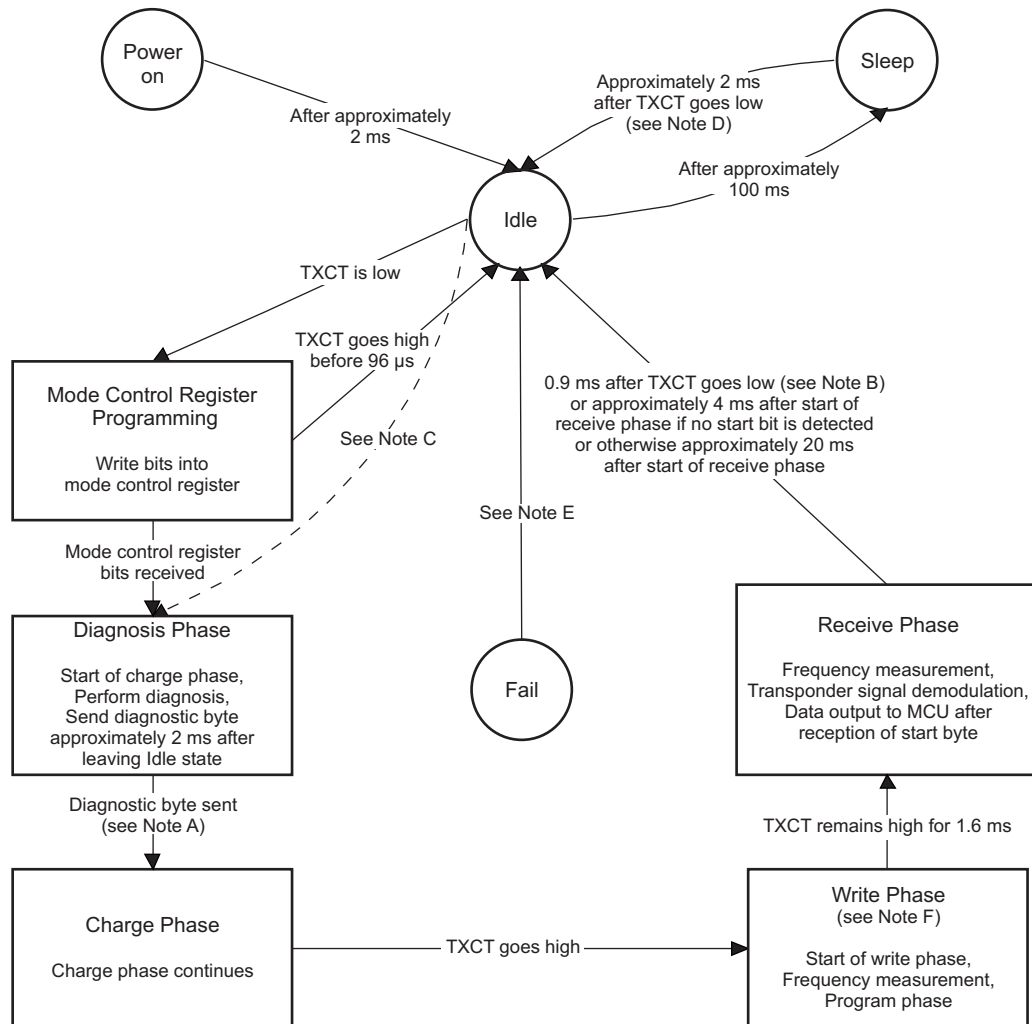 Power
on
Sleep
Approximately 2 ms
after TXCT goes low
(see Note D)
After approximately
2 ms
After approximately
100 ms
Idle
TXCT is low
TXCT goes high
before 96 µs
Mode Control Register
Programming
Write bits into
mode control register
0.9 ms after TXCT goes low (see Note B)
or approximately 4 ms after start of
receive phase if no start bit is detected
or otherwise approximately 20 ms
after start of receive phase
See Note C
See Note E
Mode control register
bits received
Diagnosis Phase
Start of charge phase,
Perform diagnosis,
Send diagnostic byte
approximately 2 ms after
leaving Idle state
Fail
Receive Phase
Frequency measurement,
Transponder signal demodulation,
Data output to MCU after
reception of start byte
Diagnostic byte sent
(see Note A)
TXCT remains high for 1.6 ms
Charge Phase
Charge phase continues
TXCT goes high
Write Phase
(see Note F)
Start of write phase,
Frequency measurement,
Program phase